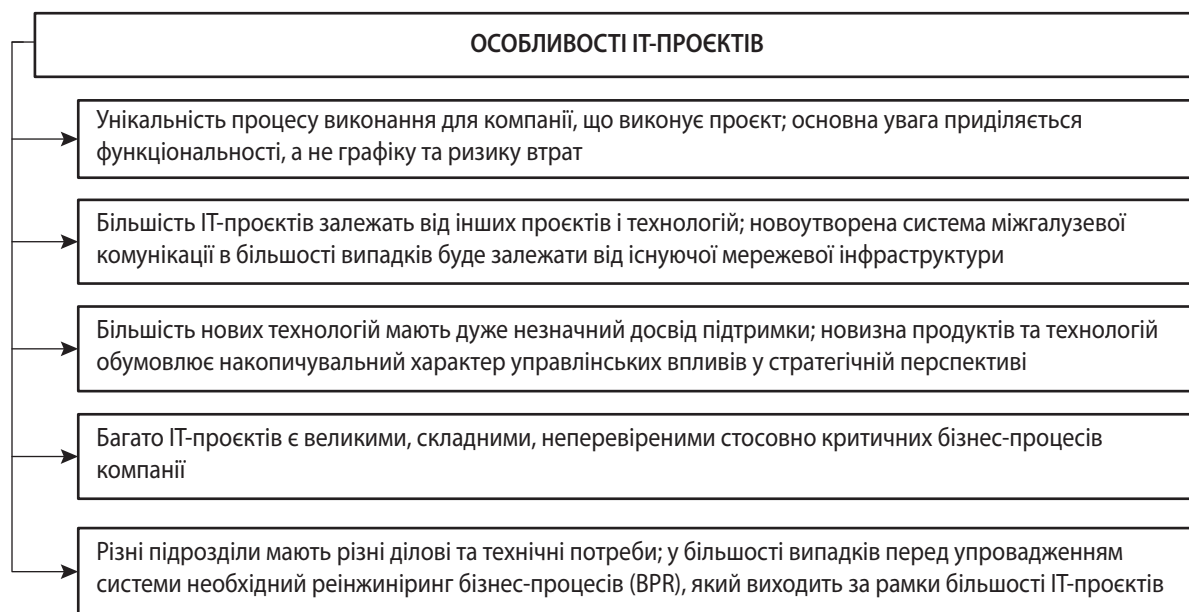 ОСОБЛИВОСТІ ІТ-ПРОЄКТІВ
Унікальність процесу виконання для компанії, що виконує проєкт; основна увага приділяється
функціональності, а не графіку та ризику втрат
Більшість ІТ-проєктів залежать від інших проєктів і технологій; новоутворена система міжгалузевої
комунікації в більшості випадків буде залежати від існуючої мережевої інфраструктури
Більшість нових технологій мають дуже незначний досвід підтримки; новизна продуктів та технологій
обумовлює накопичувальний характер управлінських впливів у стратегічній перспективі
Багато ІТ-проєктів є великими, складними, неперевіреними стосовно критичних бізнес-процесів
компанії
Різні підрозділи мають різні ділові та технічні потреби; у більшості випадків перед упровадженням
системи необхідний реінжиніринг бізнес-процесів (BPR), який виходить за рамки більшості ІТ-проєктів